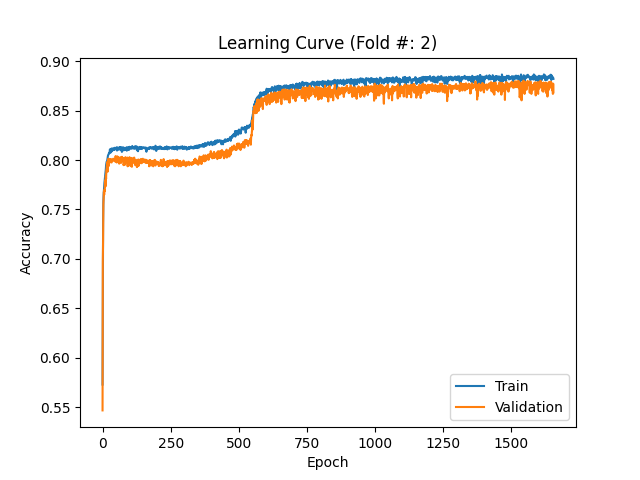 Learning Curve (Fold #: 2)
0.90
0.85
0.80
0.75
0.70
0.65
0.60
0.55
Accuracy
0 250 500 750 1000 1250 1500
Epoch
Train
Validation